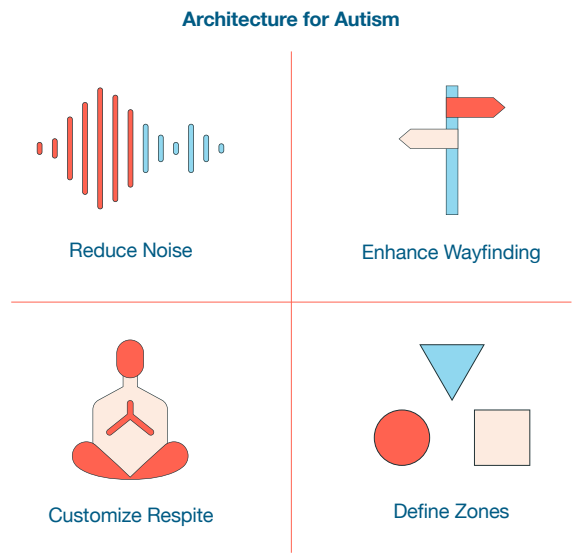 Architecture for Autism
Reduce Noise
Enhance Wayfinding
Customize Respite
Define Zones